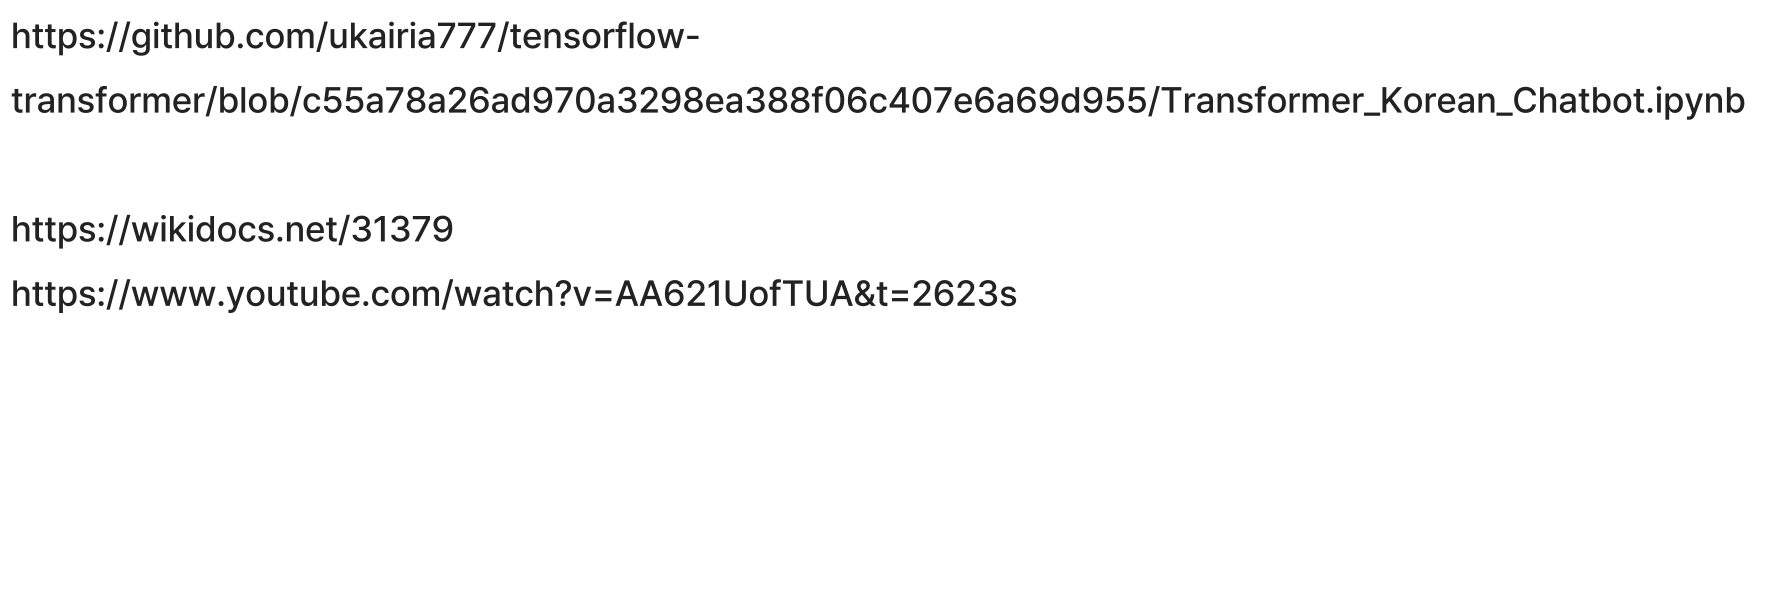 https://github.com/ukairia777/tensorflow-
transformer/blob/c55a78a26ad970a3298ea388f06c407e6a69d955/Transformer_Korean_Chatbot.ipynb
https://wikidocs.net/31379
https://www.youtube.com/watch?v=AA621UofTUA&t=2623s